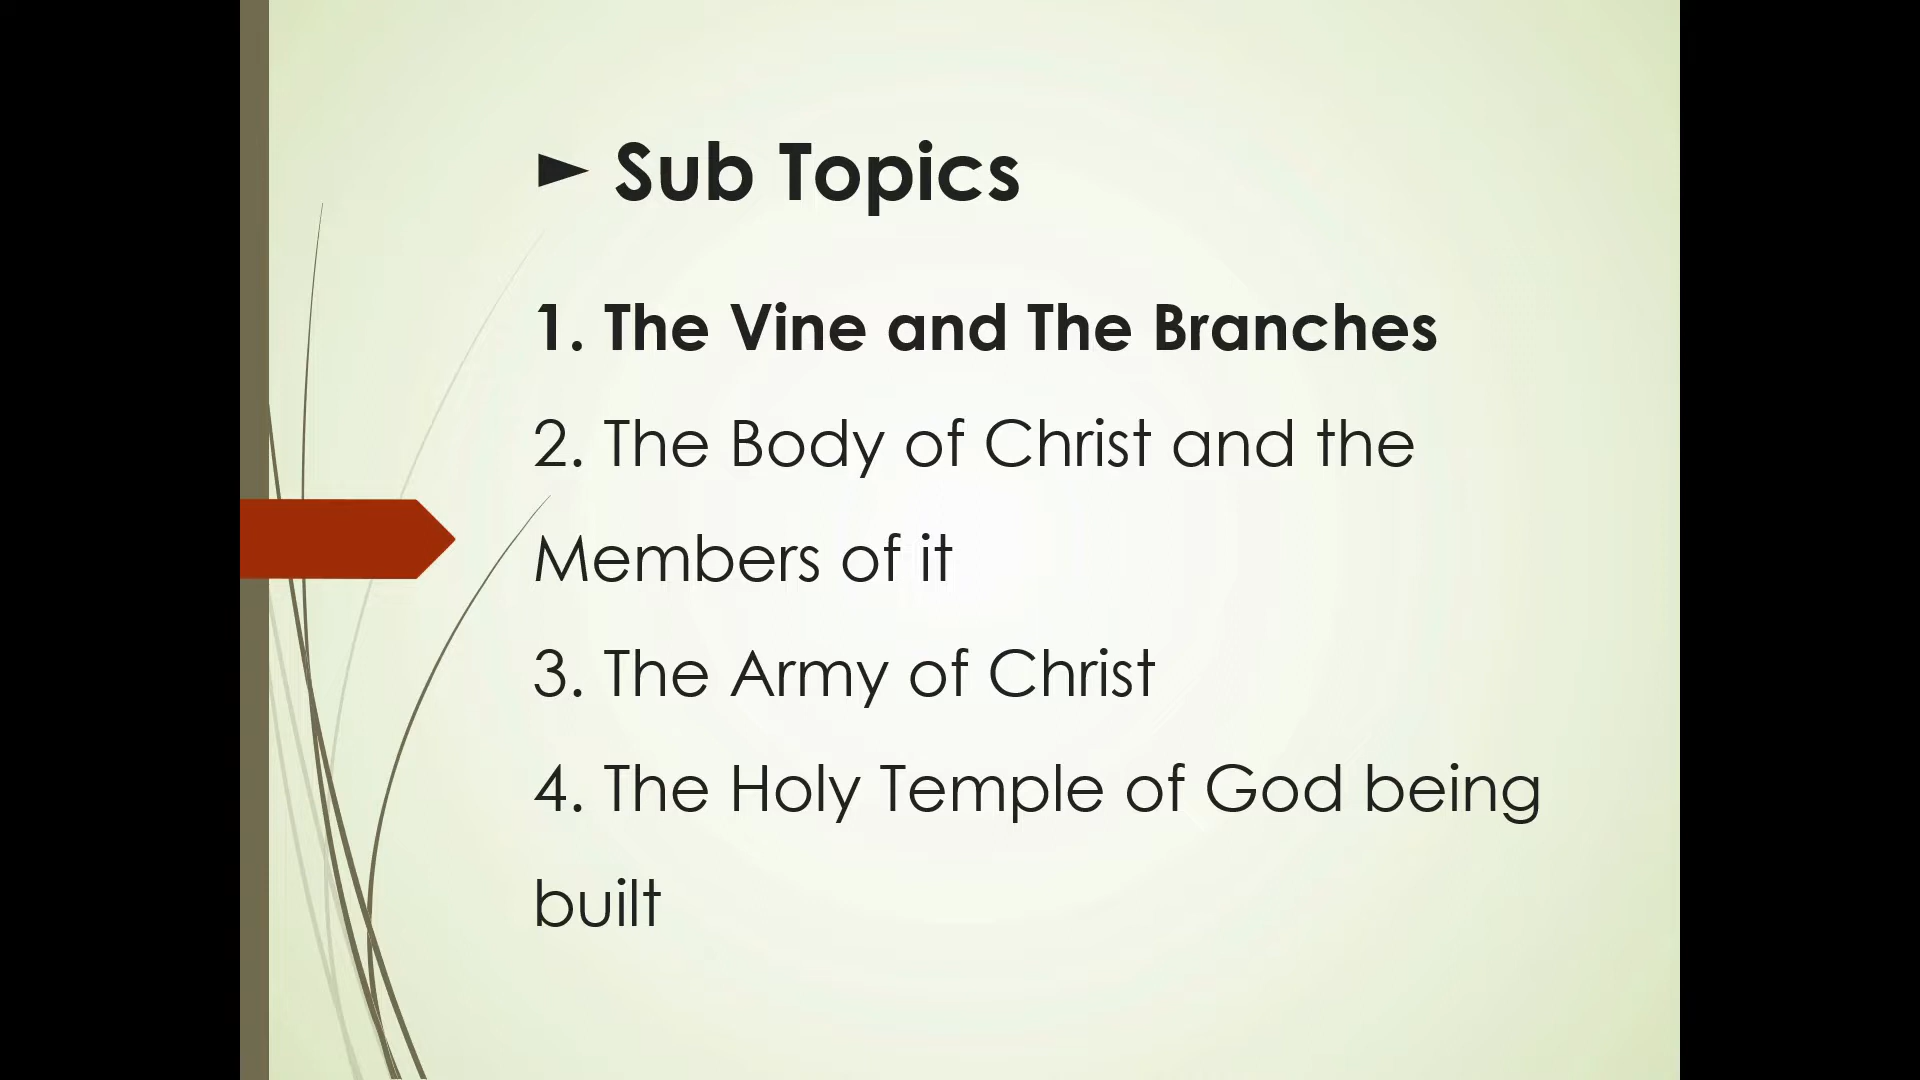 ► Sub Topics
1. The Vine and The Branches
2. The Body of Christ and the
Members of it
3. The Army of Christ
4. The Holy Temple of God being
built